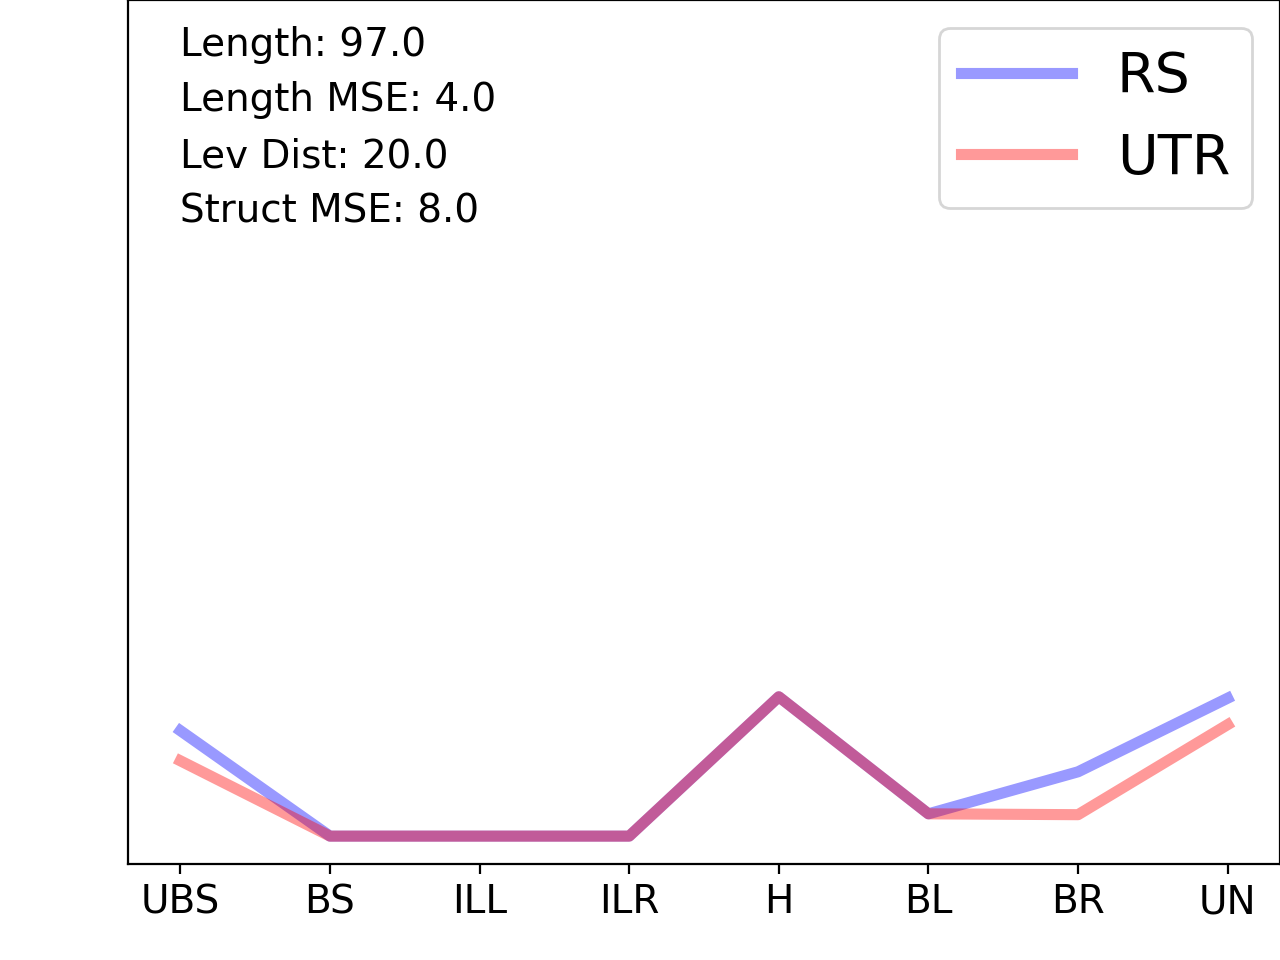 Length: 97.0
Length MSE: 4.0
Lev Dist: 20.0
Struct MSE: 8.0
RS
UTR
UBS BS ILL ILR H BL BR UN